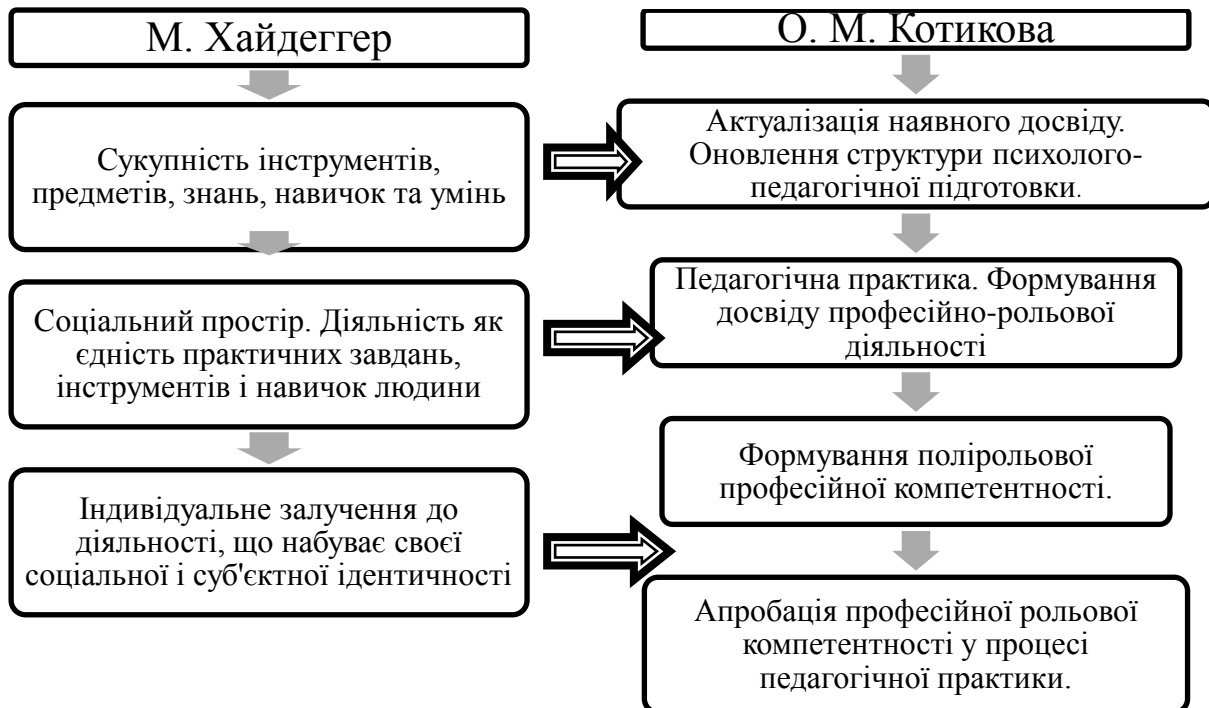 М. Хайдеггер
Сукупність інструментів,
предметів, знань, навичок та умінь
Соціальний простір. Діяльність як
єдність практичних завдань,
інструментів і навичок людини
Індивідуальне залучення до
діяльності, що набуває своєї
соціальної і суб'єктної ідентичності
О. М. Котикова
Актуалізація наявного досвіду.
Оновлення структури психолого-
педагогічної підготовки.
Педагогічна практика. Формування
досвіду професійно-рольової
діяльності
Формування полірольової
професійної компетентності.
Апробація професійної рольової
компетентності у процесі
педагогічної практики.